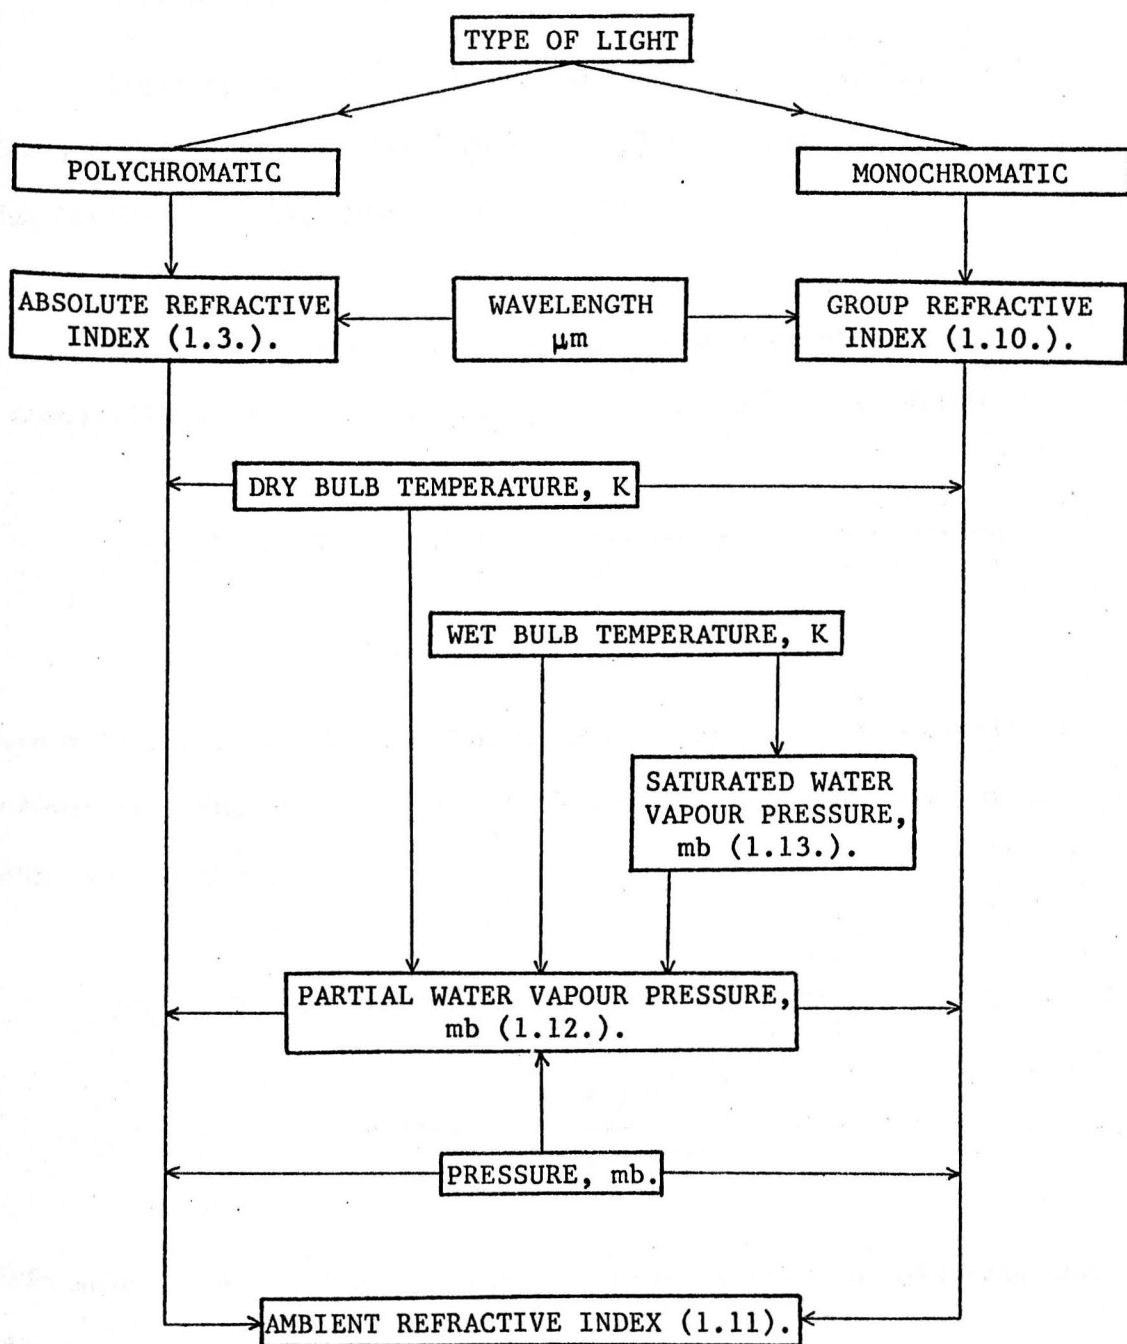 TYPE OF LIGHT
POLYCHROMATIC
MONOCHROMATIC
ABSOLUTE REFRACTIVE
INDEX (1.3.).
WAVELENGTH
μm
GROUP REFRACTIVE
INDEX (1.10.).
DRY BULB TEMPERATURE, K
WET BULB TEMPERATURE, K
SATURATED WATER
VAPOUR PRESSURE,
mb (1.13.).
PARTIAL WATER VAPOUR PRESSURE,
mb (1.12.).
PRESSURE, mb.
AMBIENT REFRACTIVE INDEX (1.11).